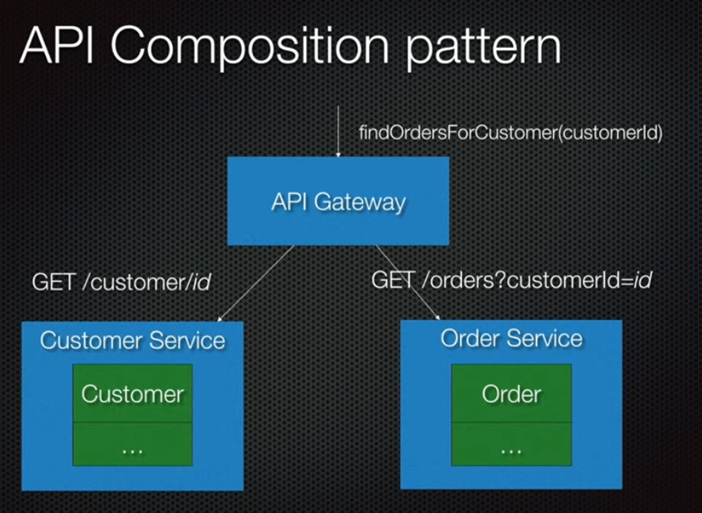 API Composition pattern
findOrdersForCustomer(customerId)
API Gateway
GET /customer/id
GET /orders?customerId=id
Customer Service
Customer
...
Order Service
Order
...